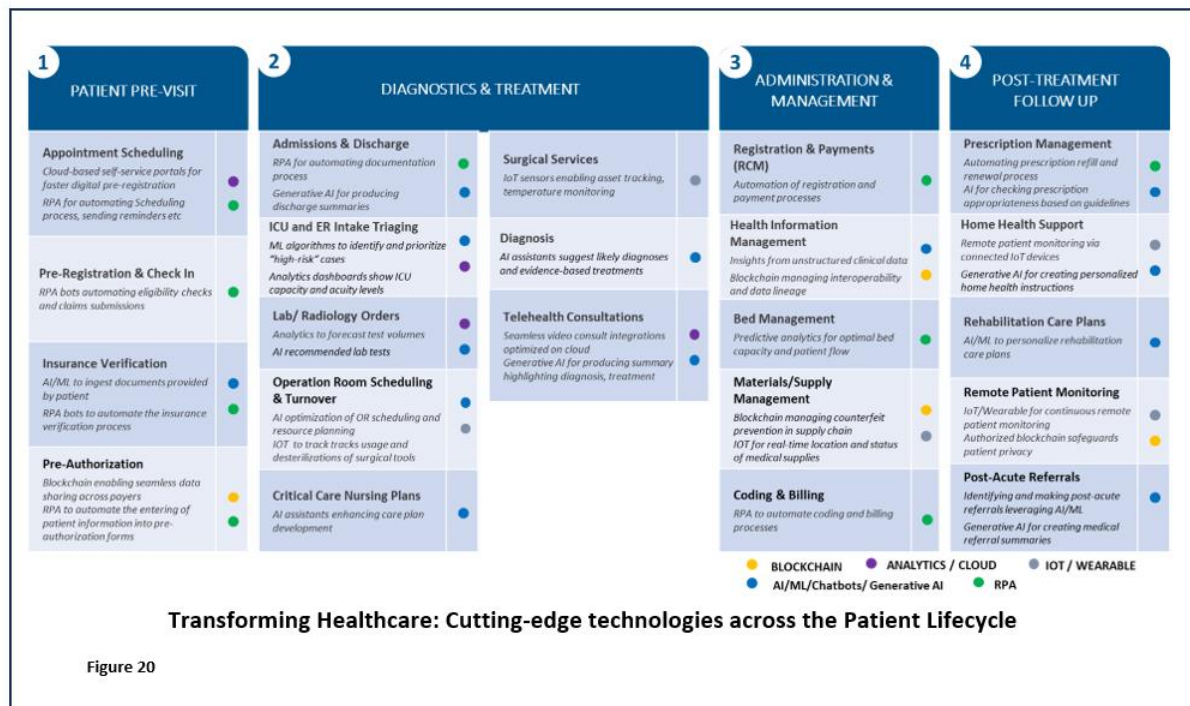 1
PATIENT PRE-VISIT
Appointment Scheduling
Cloud-based self-service portals for
faster digital pre-registration
RPA for automating Scheduling
process, sending reminders etc
Pre-Registration & Check In
RPA bots automating eligibility checks
and claims submissions
Insurance Verification
AI/ML to ingest documents provided
by patient
RPA bots to automate the insurance
verification process
Pre-Authorization
Blockchain enabling seamless data
sharing across payers
RPA to automate the entering of
patient information into pre-
authorization forms
2
DIAGNOSTICS & TREATMENT
Admissions & Discharge
RPA for automating documentation
process
Generative AI for producing
discharge summaries
ICU and ER Intake Triaging
ML algorithms to identify and prioritize
"high-risk" cases
Analytics dashboards show ICU
capacity and acuity levels
Lab/ Radiology Orders
Analytics to forecast test volumes
AI recommended lab tests
Operation Room Scheduling
& Turnover
AI optimization of OR scheduling and
resource planning
IOT to track tracks usage and
desterilizations of surgical tools
Critical Care Nursing Plans
AI assistants enhancing care plan
development
Surgical Services
IoT sensors enabling asset tracking,
temperature monitoring
Diagnosis
AI assistants suggest likely diagnoses
and evidence-based treatments
Telehealth Consultations
Seamless video consult integrations
optimized on cloud
Generative AI for producing summary
highlighting diagnosis, treatment
3
ADMINISTRATION &
MANAGEMENT
Registration & Payments
(RCM)
Automation of registration and
payment processes
Health Information
Management
Insights from unstructured clinical data
Blockchain managing interoperability
and data lineage
Bed Management
Predictive analytics for optimal bed
capacity and patient flow
Materials/Supply
Management
Blockchain managing counterfeit
prevention in supply chain
IOT for real-time location and status
of medical supplies
Coding & Billing
RPA to automate coding and billing
processes
4
POST-TREATMENT
FOLLOW UP
Prescription Management
Automating prescription refill and
renewal process
AI for checking prescription
appropriateness based on guidelines
Home Health Support
Remote patient monitoring via
connected IoT devices
Generative AI for creating personalized
home health instructions
Rehabilitation Care Plans
AI/ML to personalize rehabilitation
care plans
Remote Patient Monitoring
IoT/Wearable for continuous remote
patient monitoring
Authorized blockchain safeguards
patient privacy
Post-Acute Referrals
Identifying and making post-acute
referrals leveraging AI/ML
Generative AI for creating medical
referral summaries
BLOCKCHAIN
ANALYTICS / CLOUD
IOT / WEARABLE
AI/ML/Chatbots/ Generative AI
RPA
Transforming Healthcare: Cutting-edge technologies across the Patient Lifecycle
Figure 20